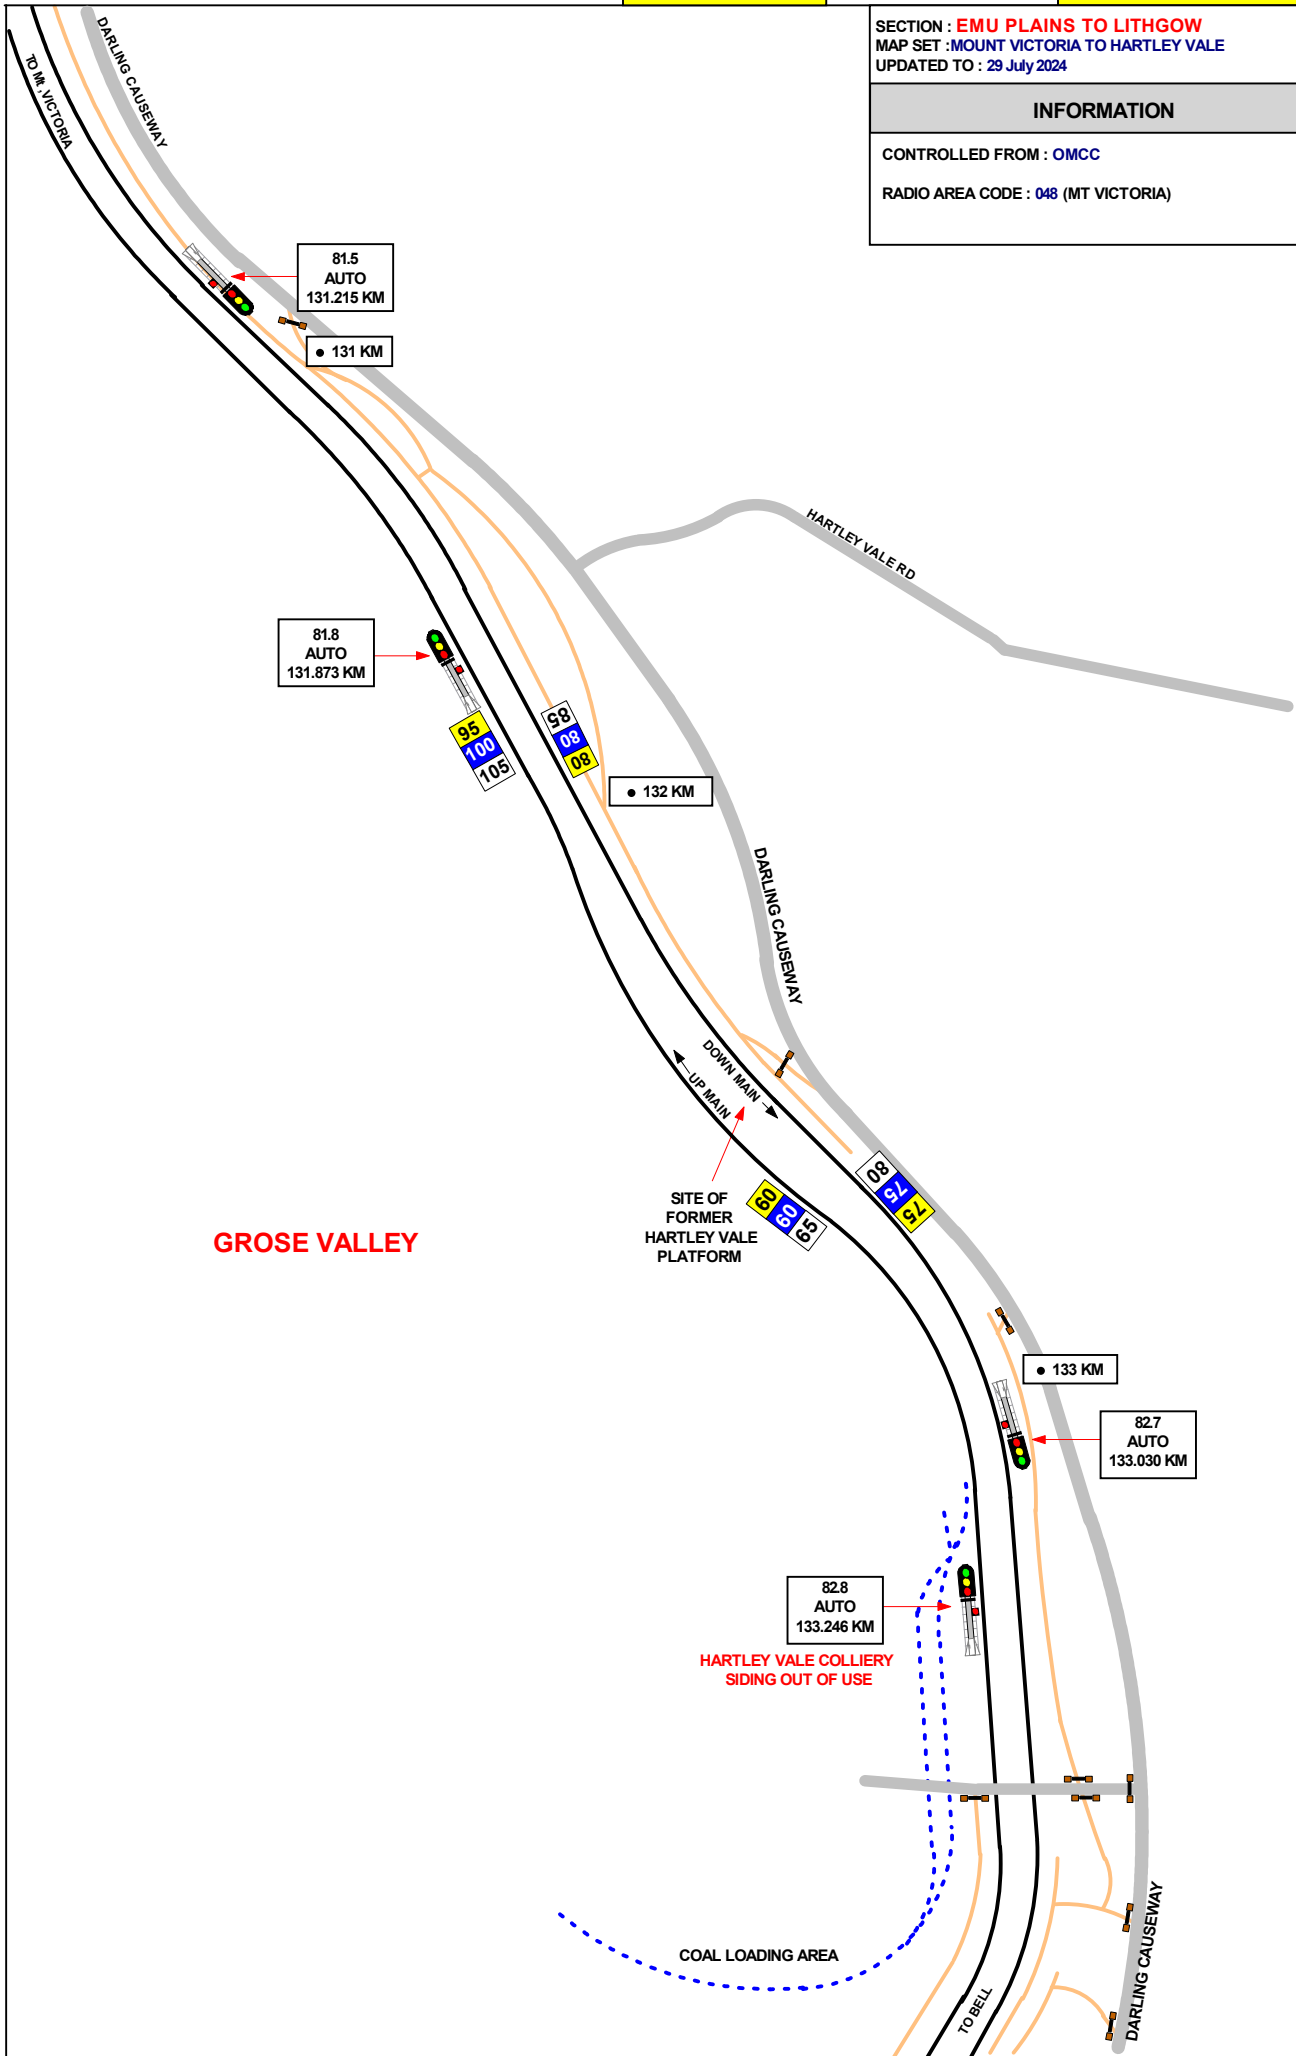 SECTION : EMU PLAINS TO LITHGOW
MAP SET :MOUNT VICTORIA TO HARTLEY VALE
UPDATED TO : 29 July 2024
INFORMATION
CONTROLLED FROM : OMCC
RADIO AREA CODE : 048 (MT VICTORIA)
DARLING CAUSEWAY
TO Mt ,VICTORIA
81.5
AUTO
131.215 KM
• 131 KM
HARTLEY VALE RD
81.8
AUTO
131.873 KM
95
100
105
85
80
80
• 132 KM
DARLING CAUSEWAY
DOWN MAIN
UP MAIN
SITE OF
FORMER
HARTLEY VALE
PLATFORM
60
60
65
80
75
75
GROSE VALLEY
• 133 KM
82.7
AUTO
133.030 KM
82.8
AUTO
133.246 KM
HARTLEY VALE COLLIERY
SIDING OUT OF USE
COAL LOADING AREA
TO BELL
DARLING CAUSEWAY